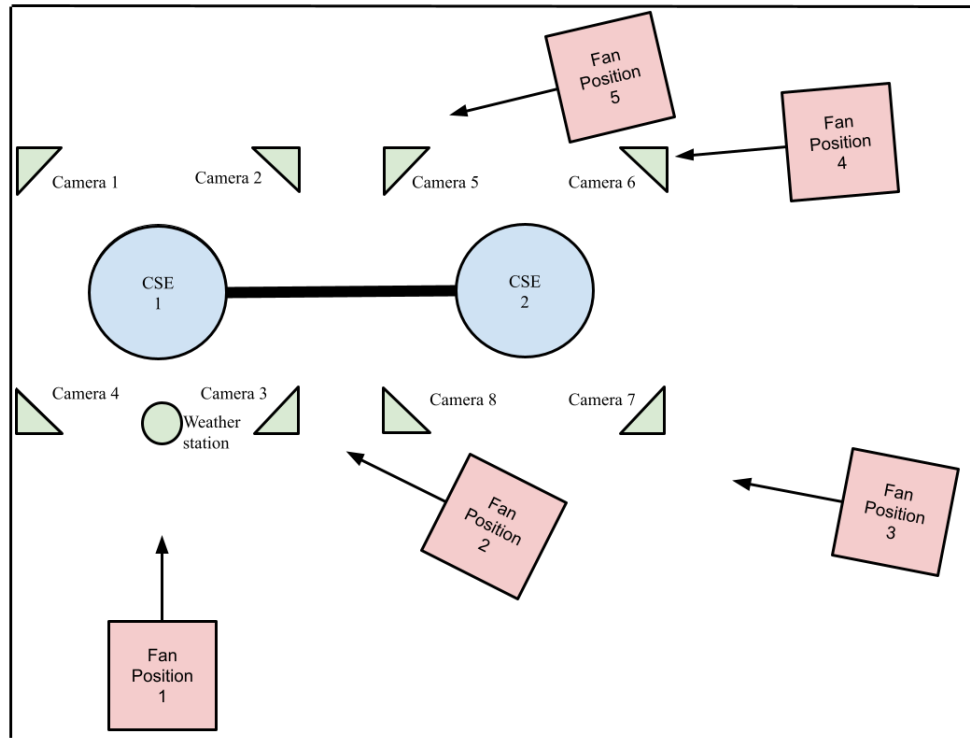 Fan
Position
5
Fan
Position
4
Camera 1
Camera 2
Camera 5
Camera 6
CSE
1
CSE
2
Camera 4
Camera 3
Camera 8
Camera 7
Weather
station
Fan
Position
2
Fan
Position
3
Fan
Position
1